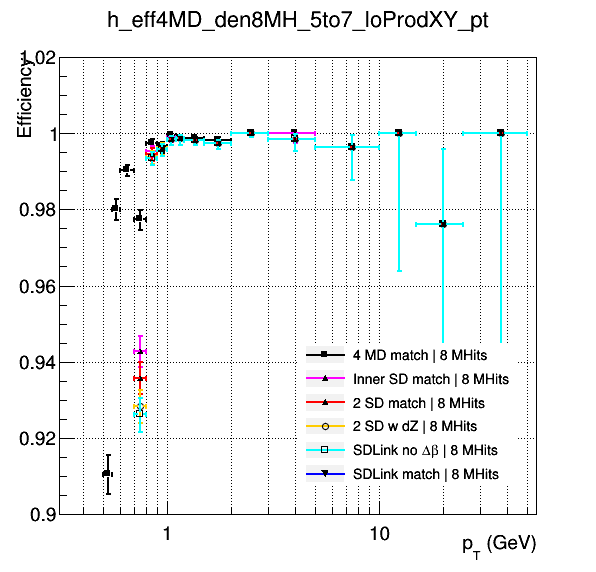 h_eff4MD_den8MH_5to7_loProdXY_pt
Efficiency
1.02
1
0.98
0.96
0.94
0.92
0.9
4 MD match | 8 MHits
Inner SD match | 8 MHits
2 SD match | 8 MHits
2 SD w dZ | 8 MHits
SDLink no Δβ | 8 MHits
SDLink match | 8 MHits
1
10
p_T (GeV)